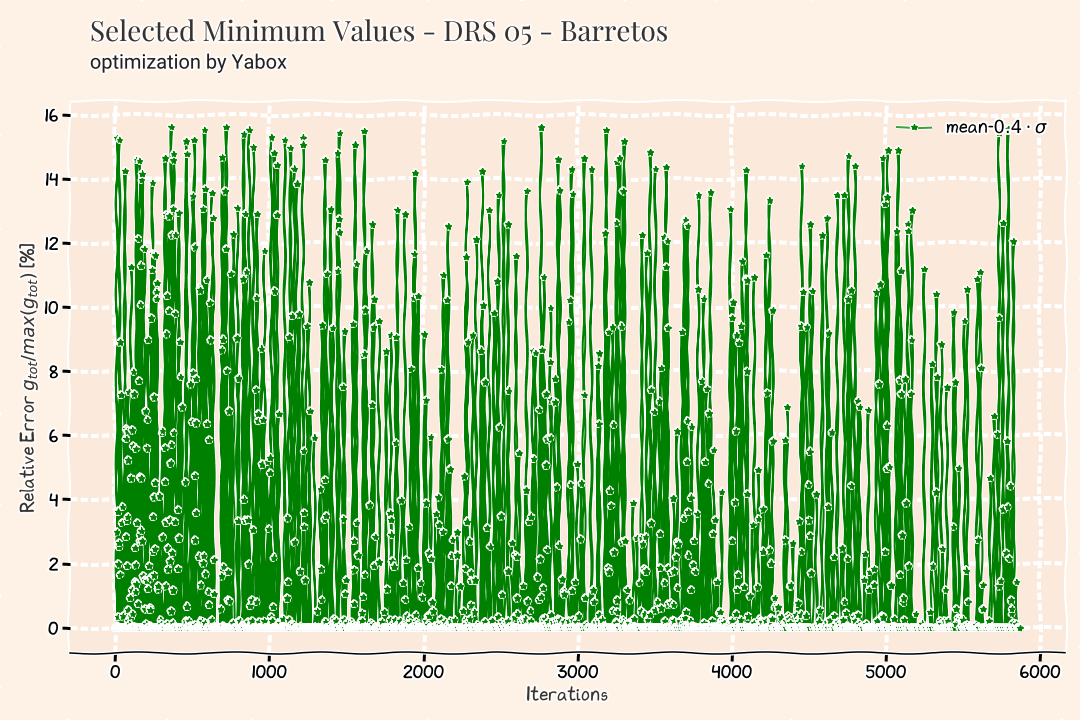 Selected Minimum Values - DRS 05 - Barretos
optimization by Yabox
mean-0.4 · σ
Relative Error g_tot/max(g_tot) [%]
16
14
12
10
8
6
4
2
0
0 1000 2000 3000 4000 5000 6000
Iterations